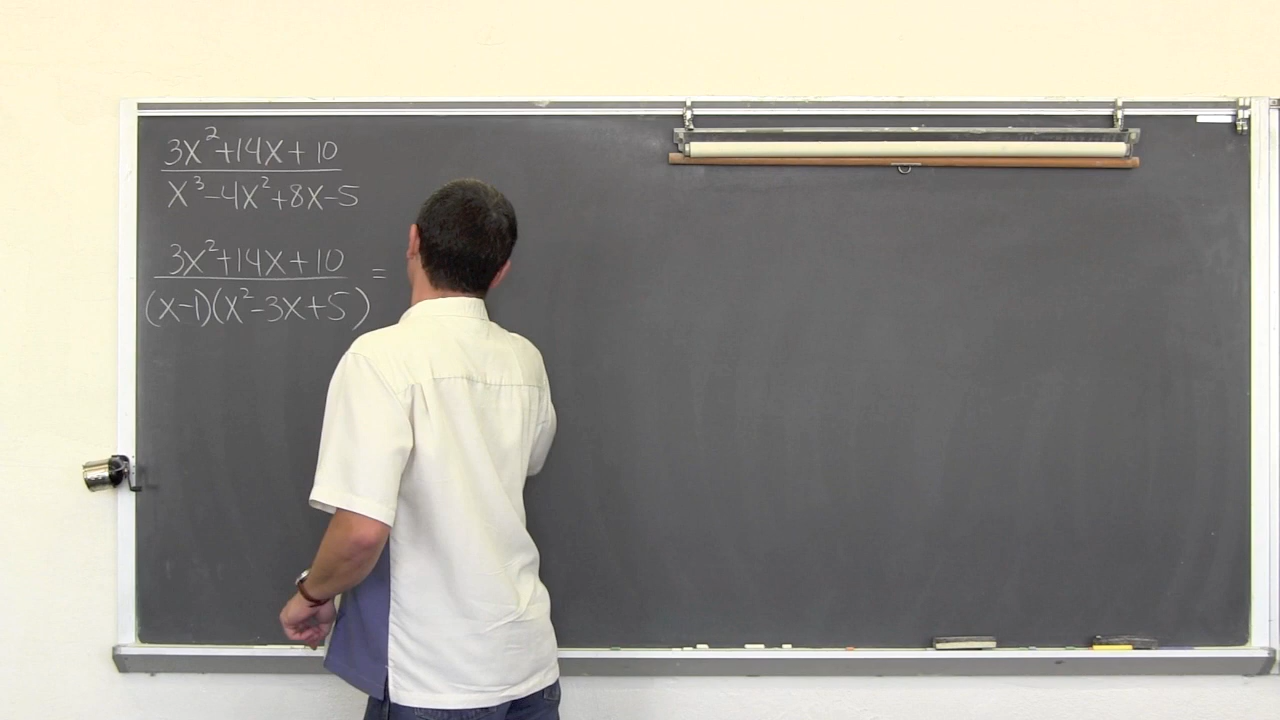 3x²+14x+10
x³-4x²+8x-5
3x²+14x+10 =
(x-1)(x²-3x+5)